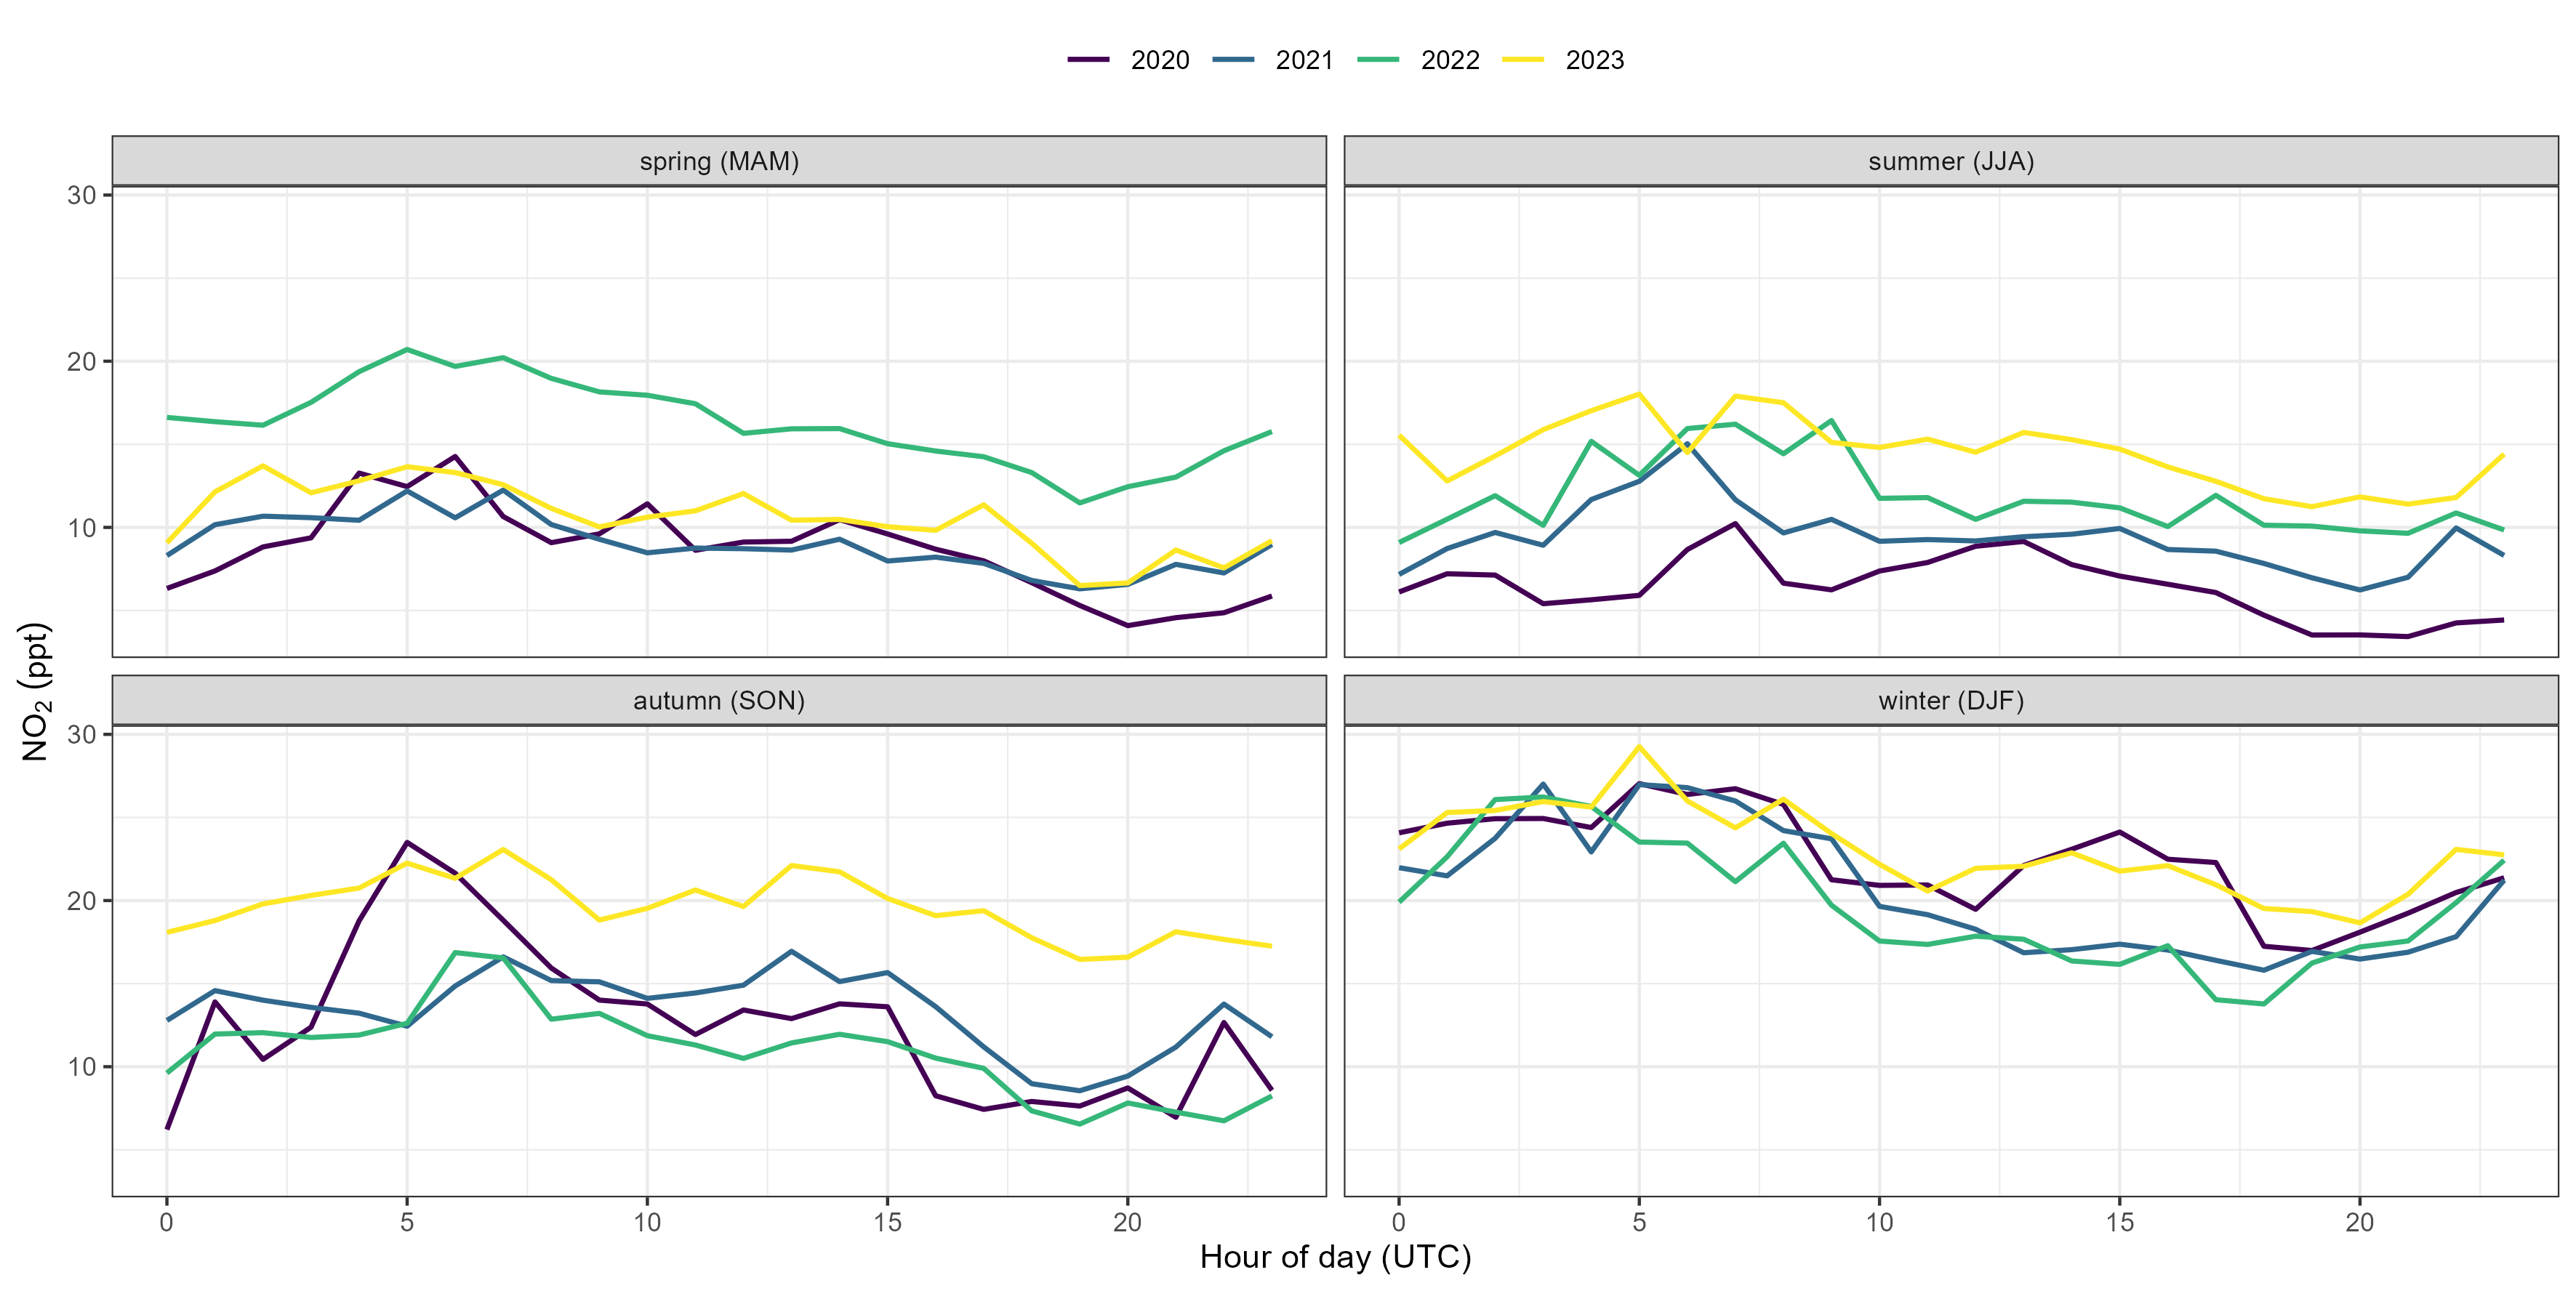 2020 2021 2022 2023
spring (MAM) summer (JJA)
30
20
10
autumn (SON) winter (DJF)
30
20
10
NO₂ (ppt)
0 5 10 15 20 0 5 10 15 20
Hour of day (UTC)